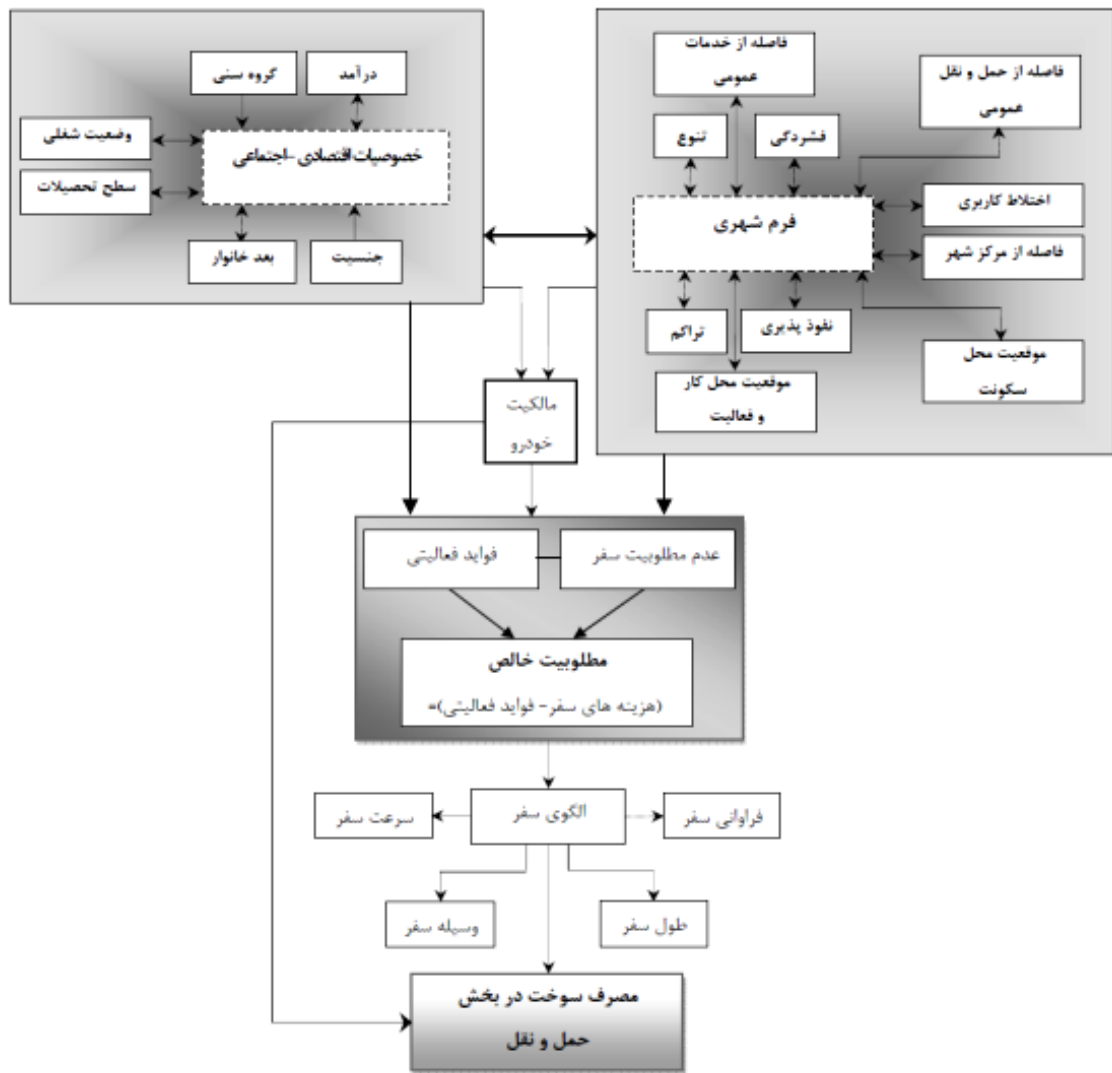 فاصله از خدمات
عمومی
فاصله از حمل و نقل
عمومی
تنوع
فشردگی
فرم شهری
اختلاط کاربری
فاصله از مرکز شهر
تراکم
نفوذ پذیری
موقعیت محل کار
و فعالیت
موقعیت محل
سکونت
گروه سنی
درآمد
وضعیت شغلی
سطح تحصیلات
خصوصیات اقتصادی -اجتماعی
بعد خانوار
جنسیت
مالکیت
خودرو
فواید فعالیتی
عدم مطلوبیت سفر
مطلوبیت خالص
(هزینه های سفر- فواید فعالیتی)=
الگوی سفر
سرعت سفر
فراوانی سفر
وسیله سفر
طول سفر
مصرف سوخت در بخش
حمل و نقل